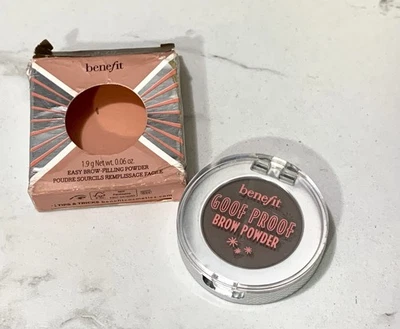 benefit
1.9 g Net wt. 0.06 oz.
EASY BROW-FILLING POWDER
POUDRE SOURCILS REMPLISSAGE FACILE
benefit
GOOF PROOF
BROW POWDER